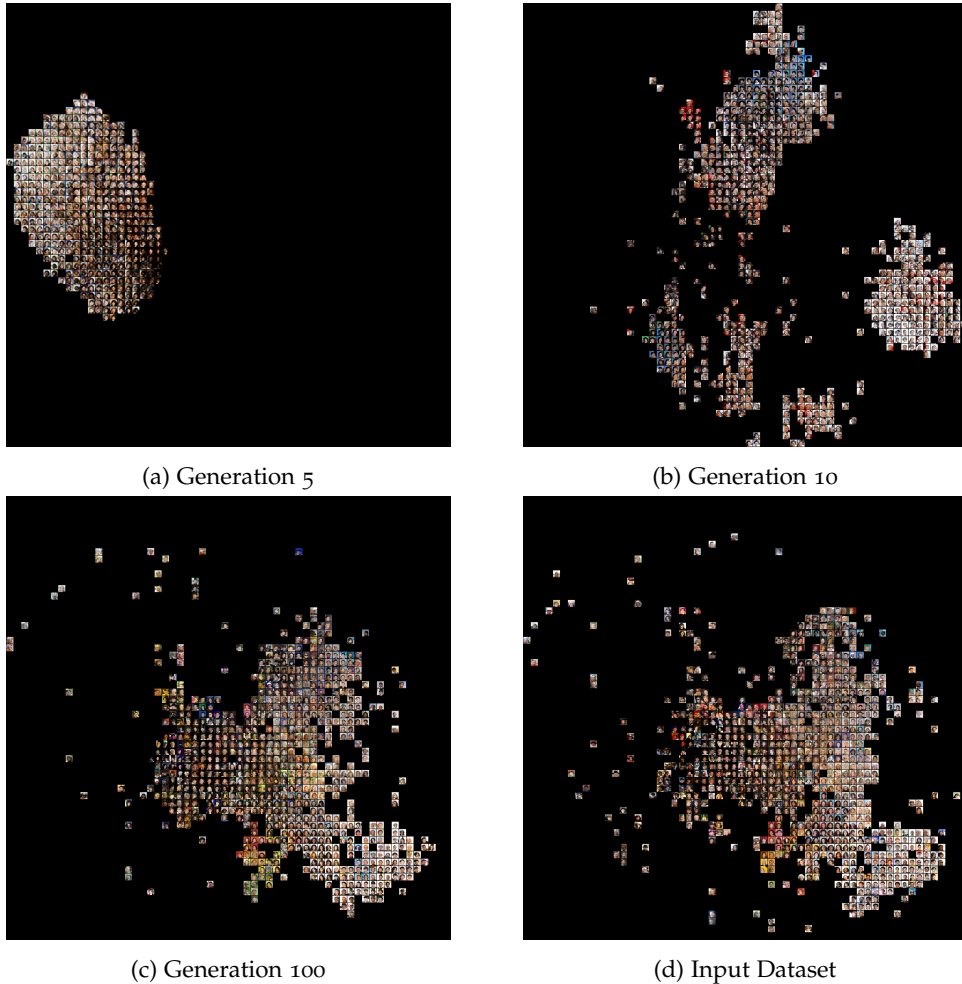 (a) Generation 5
(b) Generation 10
(c) Generation 100
(d) Input Dataset